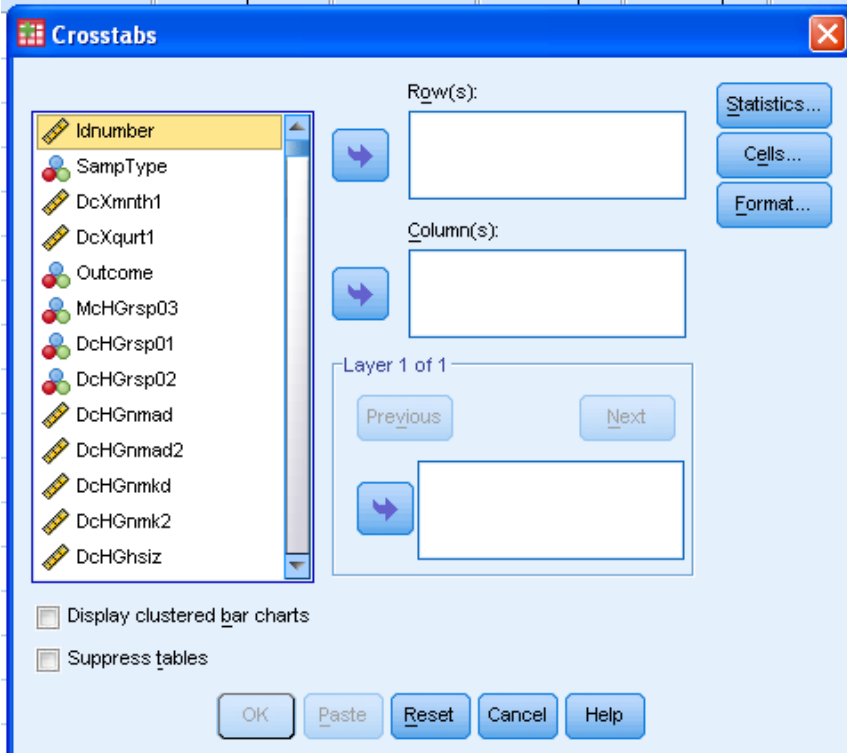 Crosstabs
Idnumber
SampType
DcXmnth1
DcXqurt1
Outcome
McHGrsp03
DcHGrsp01
DcHGrsp02
DcHGnmad
DcHGnmad2
DcHGnmkd
DcHGnmk2
DcHGhsiz
Row(s):
Column(s):
Layer 1 of 1
Previous
Next
Statistics...
Cells...
Format...
Display clustered bar charts
Suppress tables
OK
Paste
Reset
Cancel
Help